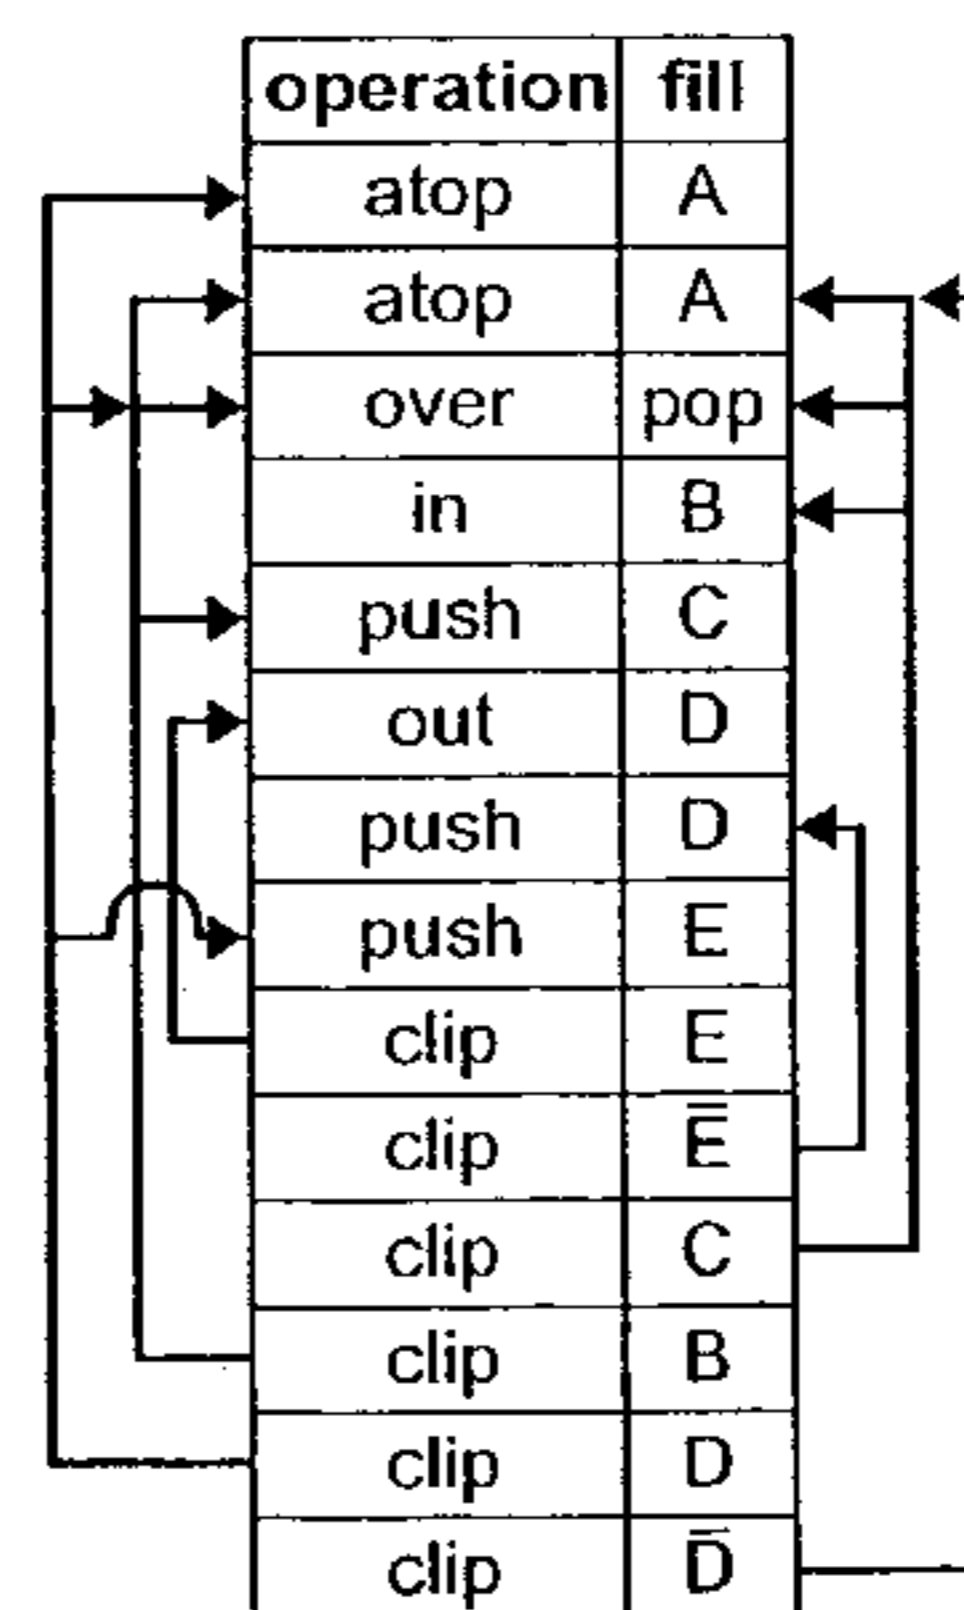 operation fill
atop A
atop A
over pop
in B
push C
out D
push D
push E
clip E
clip E̅
clip C
clip B
clip D
clip D̅